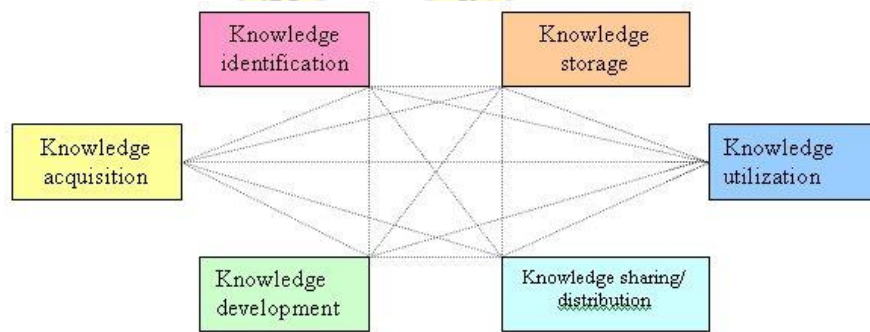 Knowledge
identification
Knowledge
storage
Knowledge
acquisition
Knowledge
utilization
Knowledge
development
Knowledge sharing/
distribution